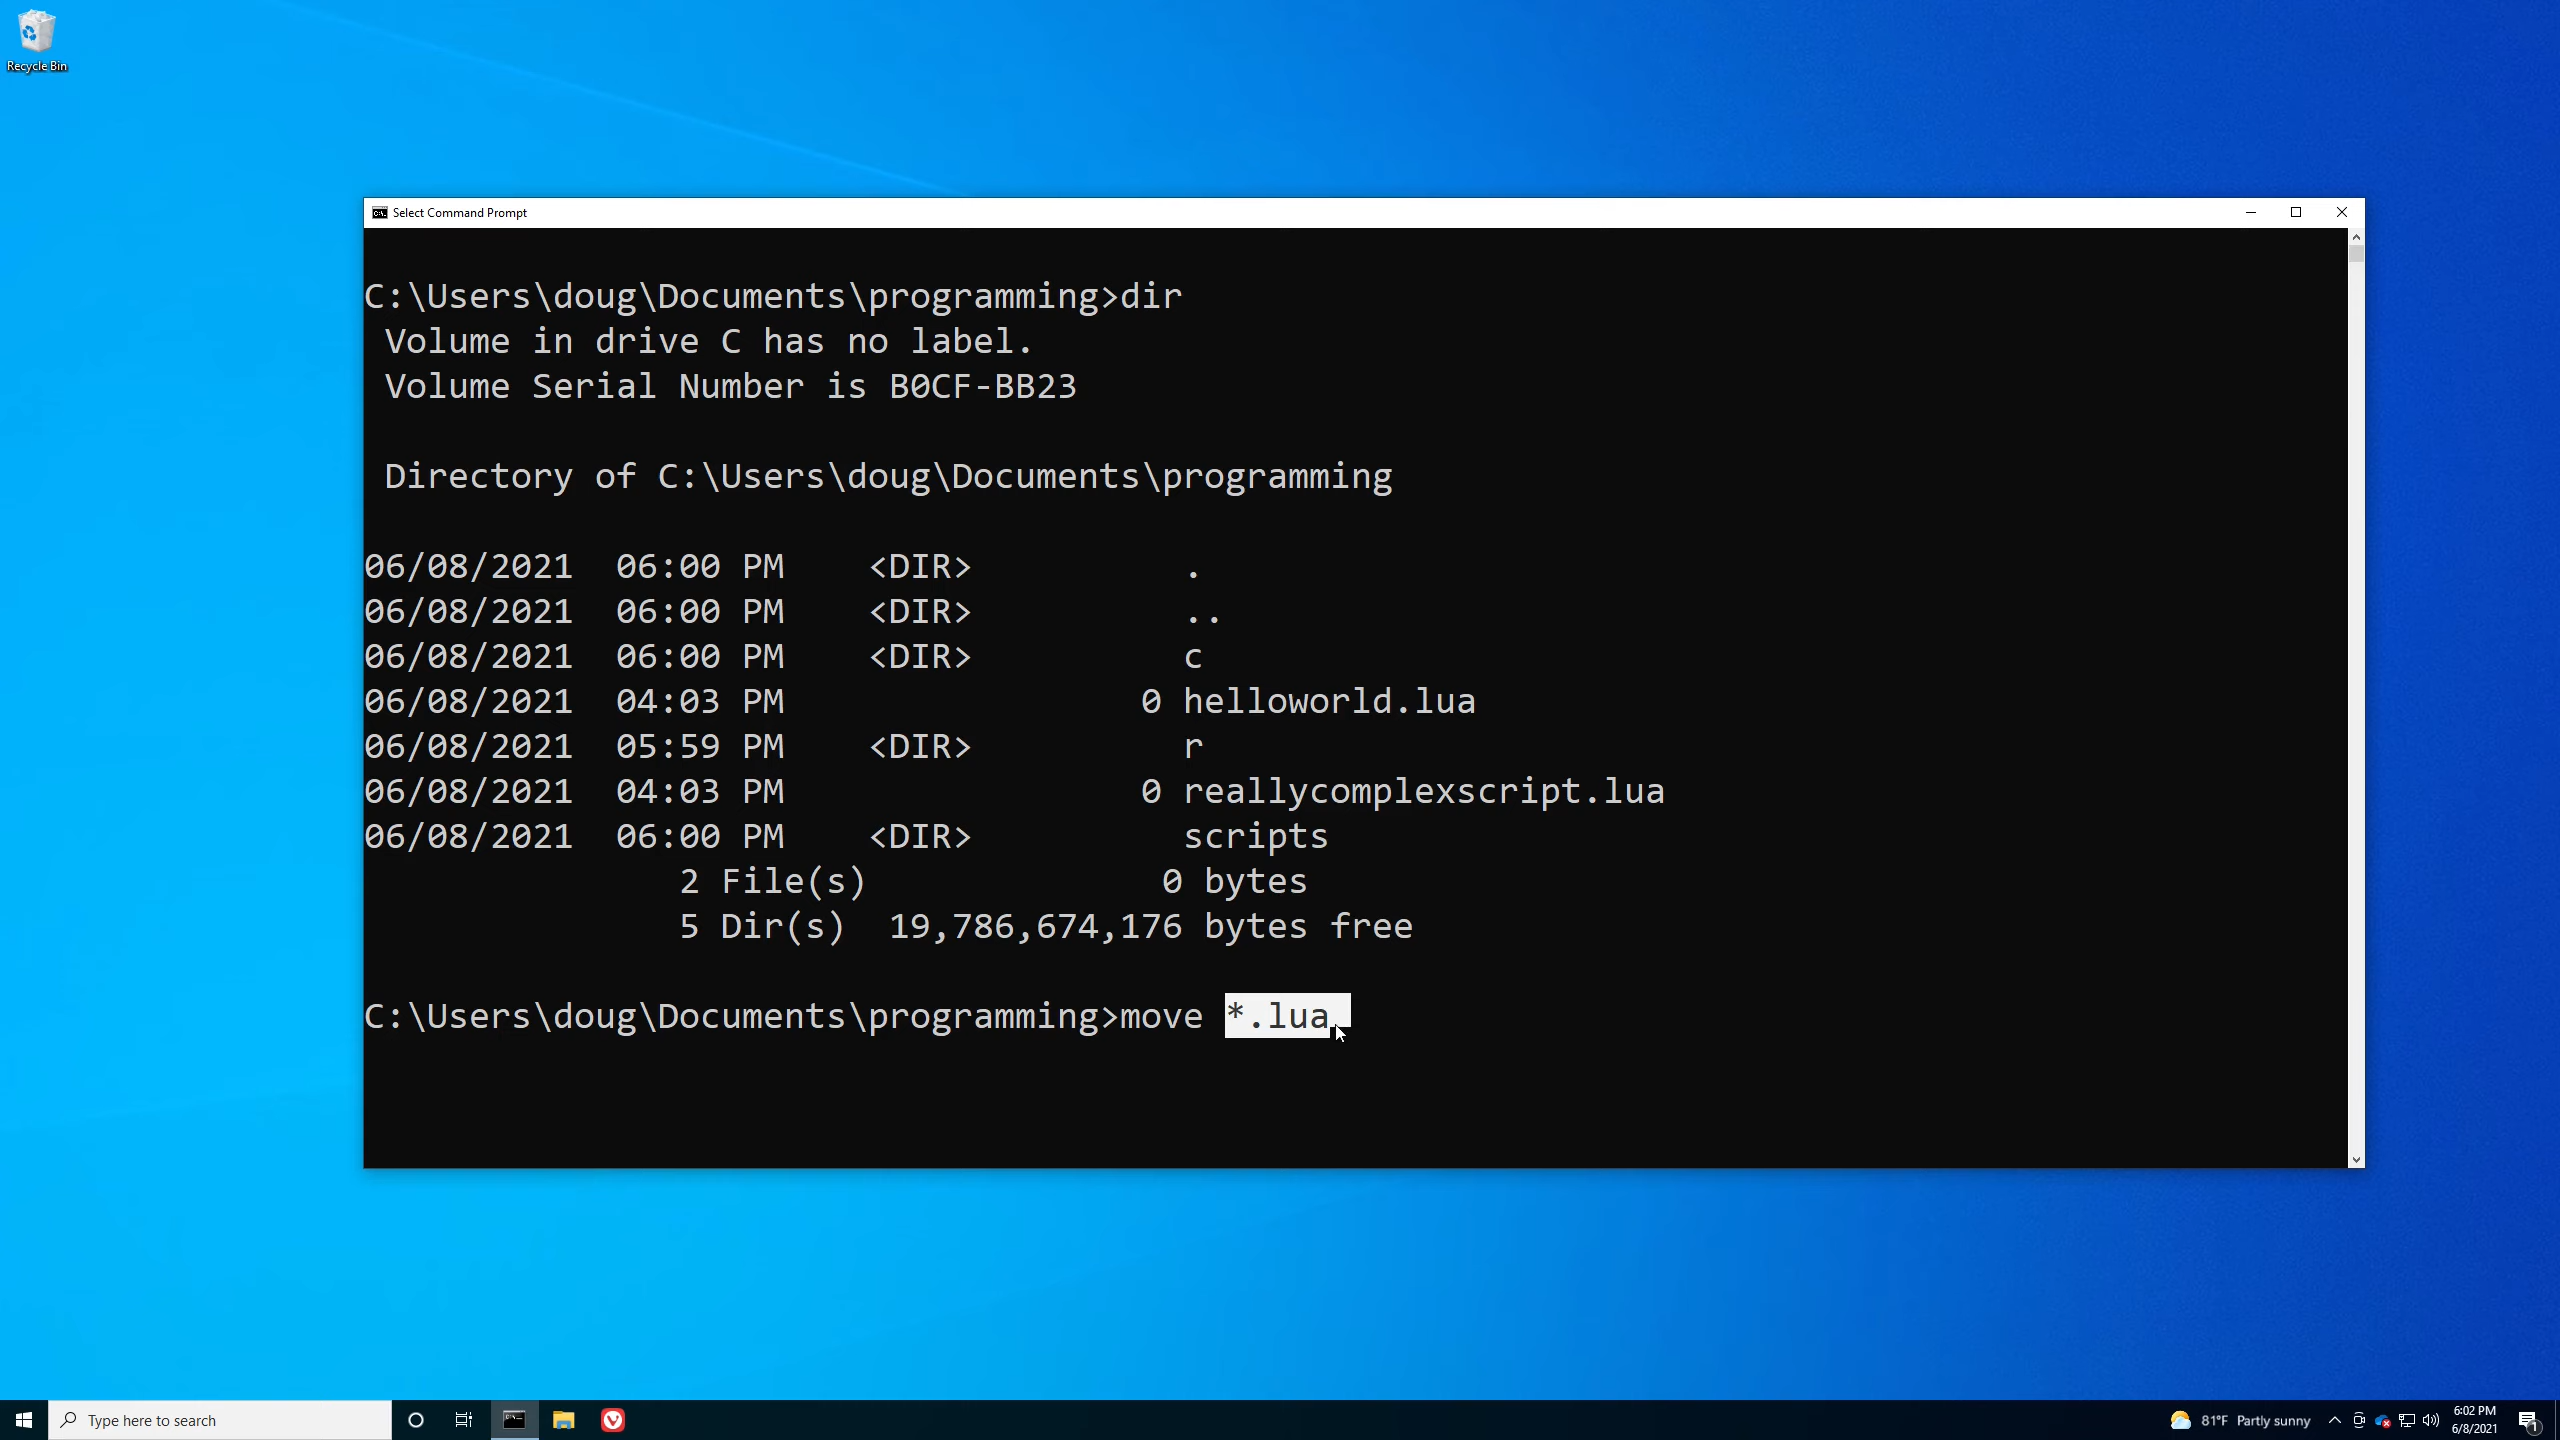 Recycle Bin
Select Command Prompt
C:\Users\doug\Documents\programming>dir
 Volume in drive C has no label.
 Volume Serial Number is B0CF-BB23
 Directory of C:\Users\doug\Documents\programming
06/08/2021  06:00 PM    <DIR>          .
06/08/2021  06:00 PM    <DIR>          ..
06/08/2021  06:00 PM    <DIR>          c
06/08/2021  04:03 PM                 0 helloworld.lua
06/08/2021  05:59 PM    <DIR>          r
06/08/2021  04:03 PM                 0 reallycomplexscript.lua
06/08/2021  06:00 PM    <DIR>          scripts
               2 File(s)              0 bytes
               5 Dir(s)  19,786,674,176 bytes free
C:\Users\doug\Documents\programming>move *.lua
Type here to search
81°F Partly sunny
6:02 PM
6/8/2021
1